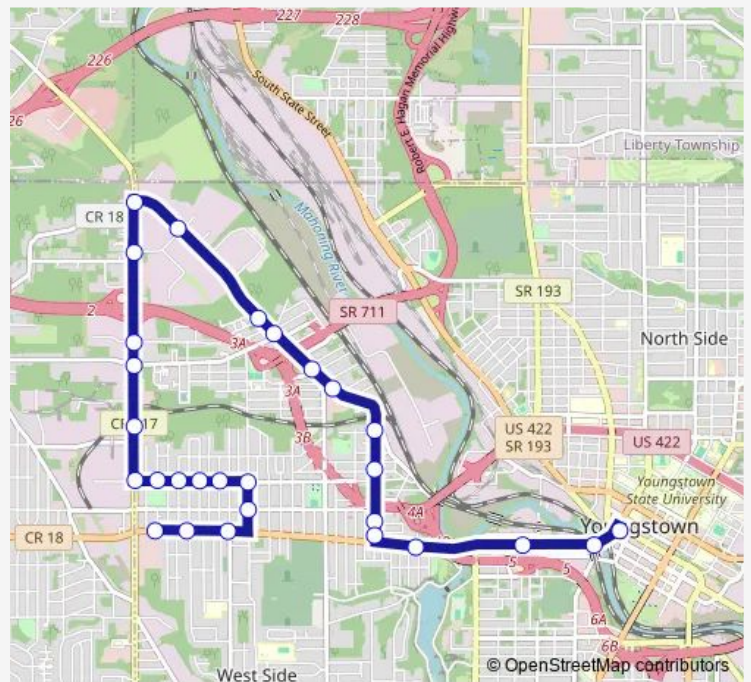 227
228
226
26
South State Street
Robert E. Hagan Memorial Highw
Liberty Township
CR 18
Mahoning River
SR 193
2
SR 711
3A
North Side
3A
3B
US 422
SR 193
US 422
Youngstown
State University
4A
CR 18
Youngstown
5
5
6A
6B
West Side
© OpenStreetMap contributors